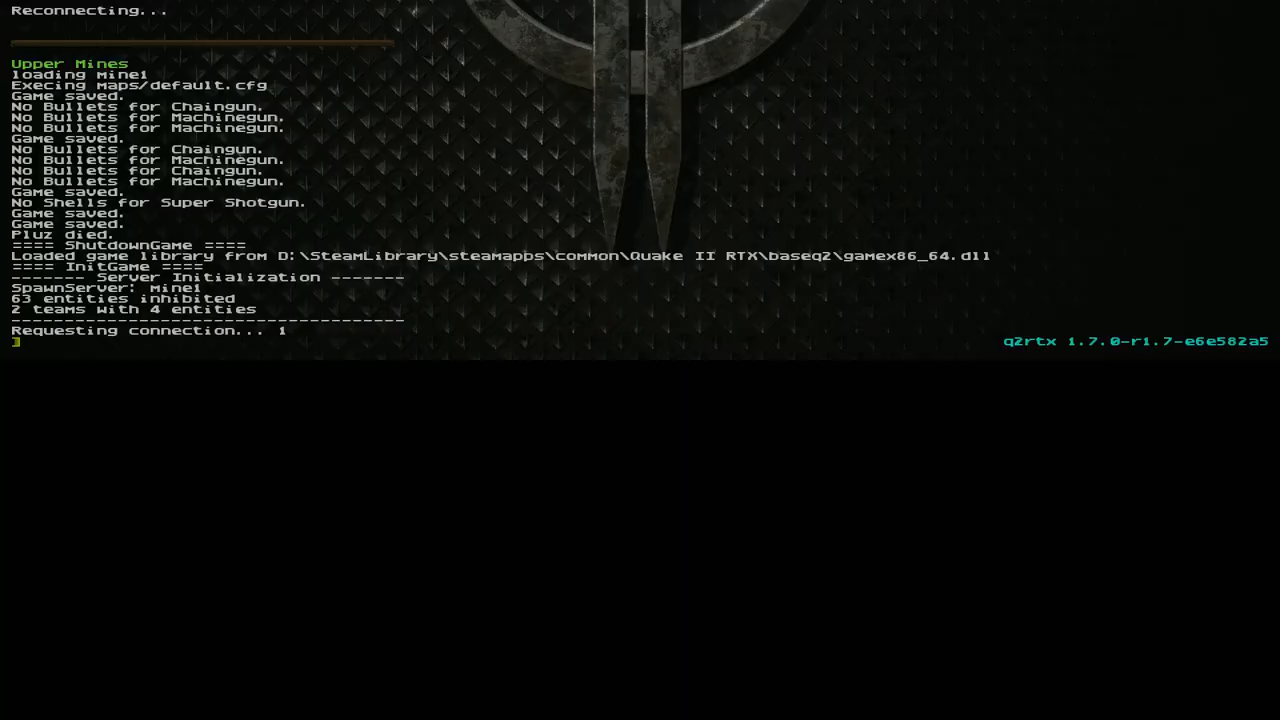 Reconnecting...
Upper Mines
loading mine1
Execing maps/default.cfg
Game saved.
No Bullets for Chaingun.
No Bullets for Machinegun.
No Bullets for Machinegun.
Game saved.
No Bullets for Chaingun.
No Bullets for Machinegun.
No Bullets for Chaingun.
No Bullets for Machinegun.
Game saved.
No Shells for Super Shotgun.
Game saved.
Game saved.
Pluz died.
==== ShutdownGame ====
Loaded game library from D:\SteamLibrary\steamapps\common\Quake II RTX\baseq2\gamex86_64.dll
==== InitGame ====
------- Server Initialization -------
SpawnServer: mine1
63 entities inhibited
2 teams with 4 entities
-------------------------------------
Requesting connection... 1
q2rtx 1.7.0-r1.7-e6e582a5